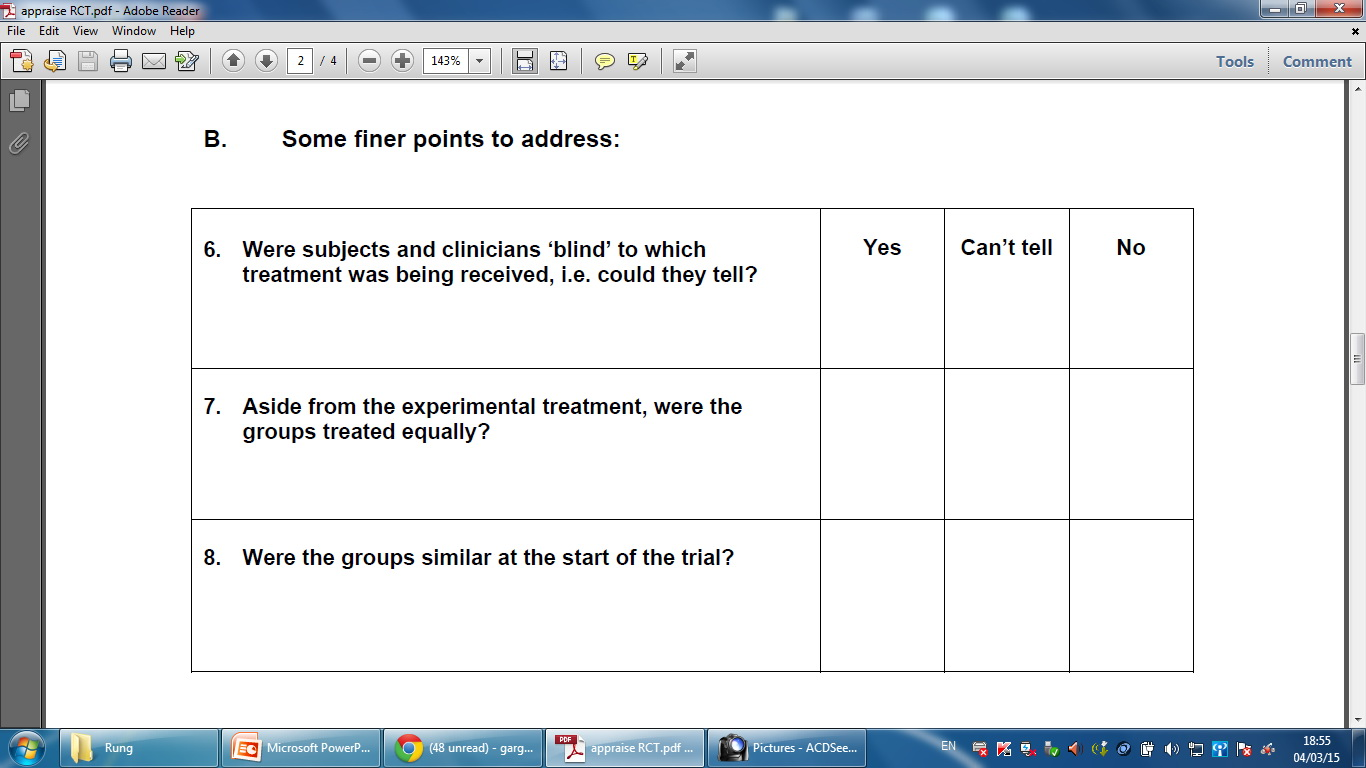 appraise RCT.pdf - Adobe Reader
File Edit View Window Help
2 / 4 143% Tools Comment
B. Some finer points to address:
6. Were subjects and clinicians ‘blind’ to which Yes Can’t tell No
treatment was being received, i.e. could they tell?
7. Aside from the experimental treatment, were the
groups treated equally?
8. Were the groups similar at the start of the trial?
Rung Microsoft PowerP... (48 unread) - garg... PDF appraise RCT.pdf ... Pictures - ACDSee... EN 18:55
04/03/15